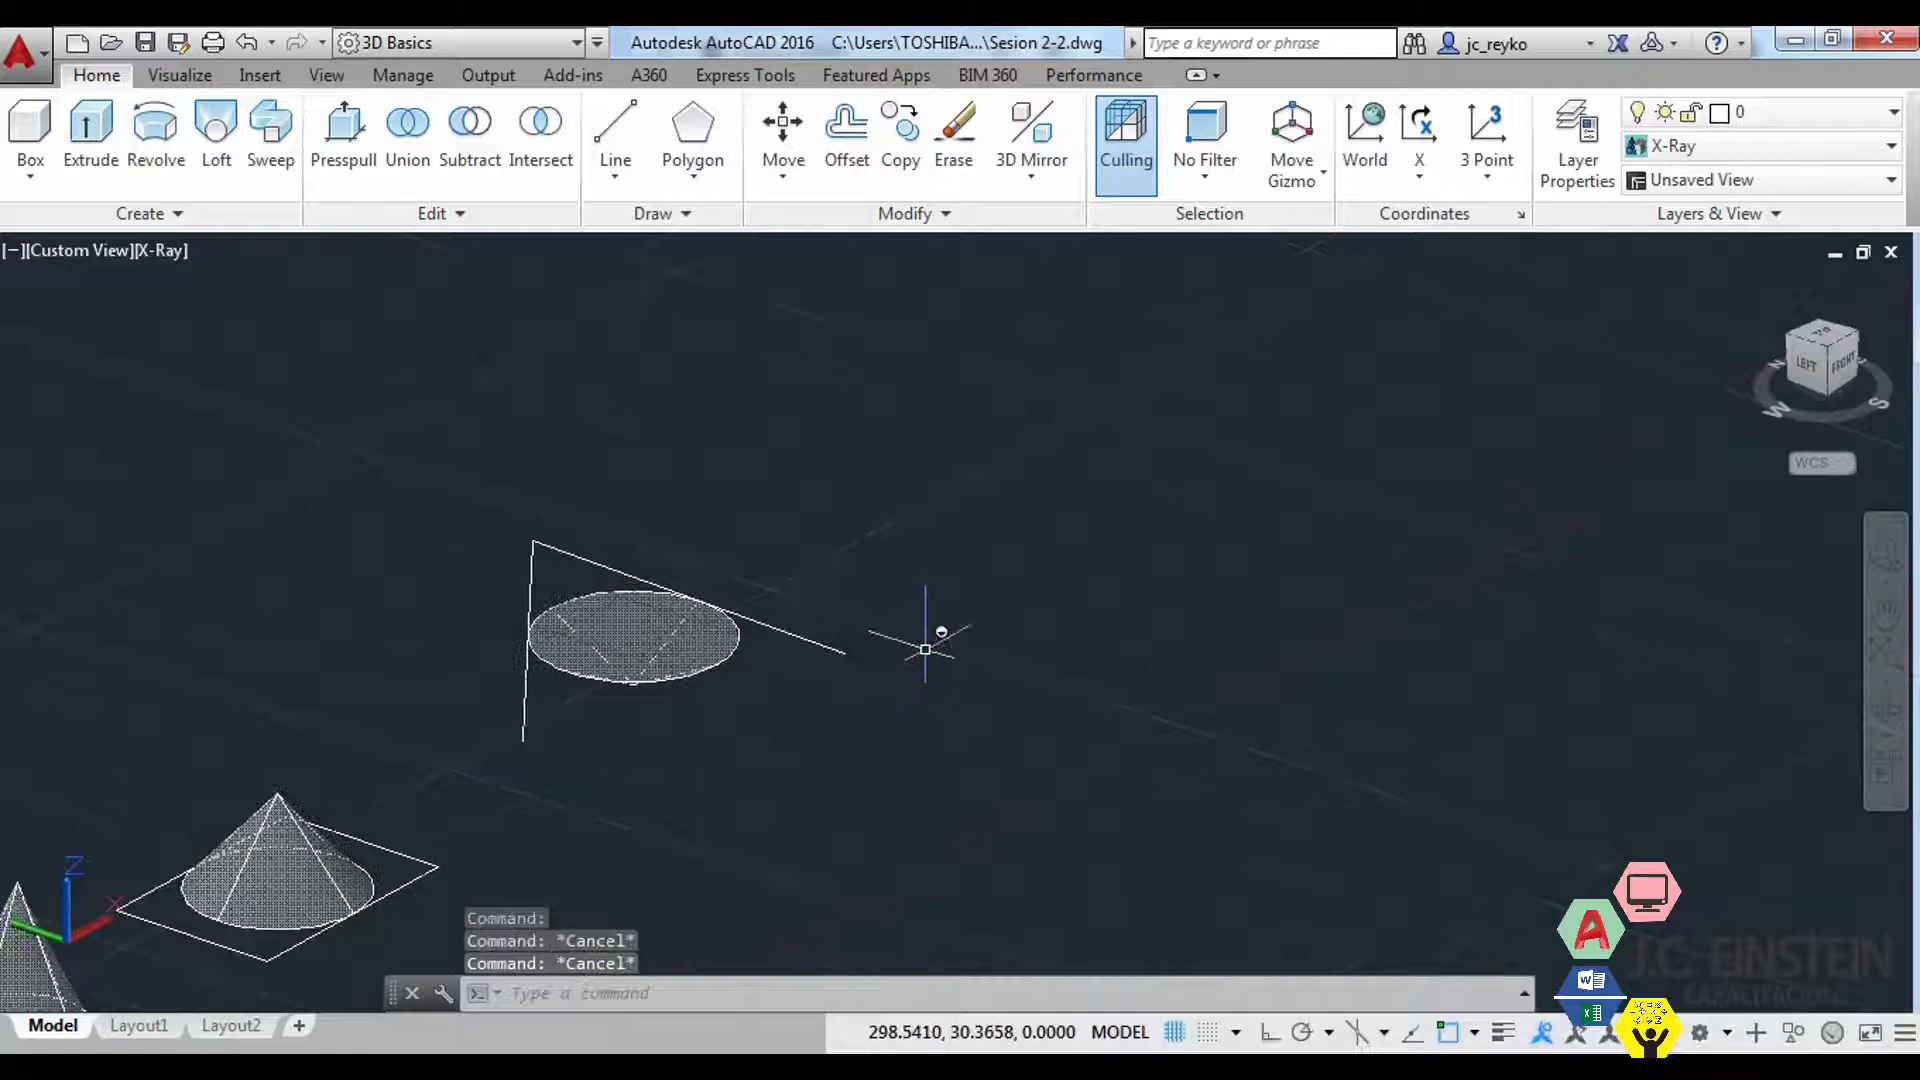 3D Basics
Autodesk AutoCAD 2016 C:\Users\TOSHIBA...\Sesion 2-2.dwg
Type a keyword or phrase
jc_reyko
Home Visualize Insert View Manage Output Add-ins A360 Express Tools Featured Apps BIM 360 Performance
Box Extrude Revolve Loft Sweep Presspull Union Subtract Intersect Line Polygon Move Offset Copy Erase 3D Mirror Culling No Filter Move Gizmo World X 3 Point Layer Properties
0
X-Ray
Unsaved View
Create Edit Draw Modify Selection Coordinates Layers & View
[−][Custom View][X-Ray]
LEFT FRONT
W S
WCS
Z
X
Command:
Command: *Cancel*
Command: *Cancel*
Type a command
J.C. EINSTEIN
CAPACITACION
Model Layout1 Layout2 +
298.5410, 30.3658, 0.0000 MODEL